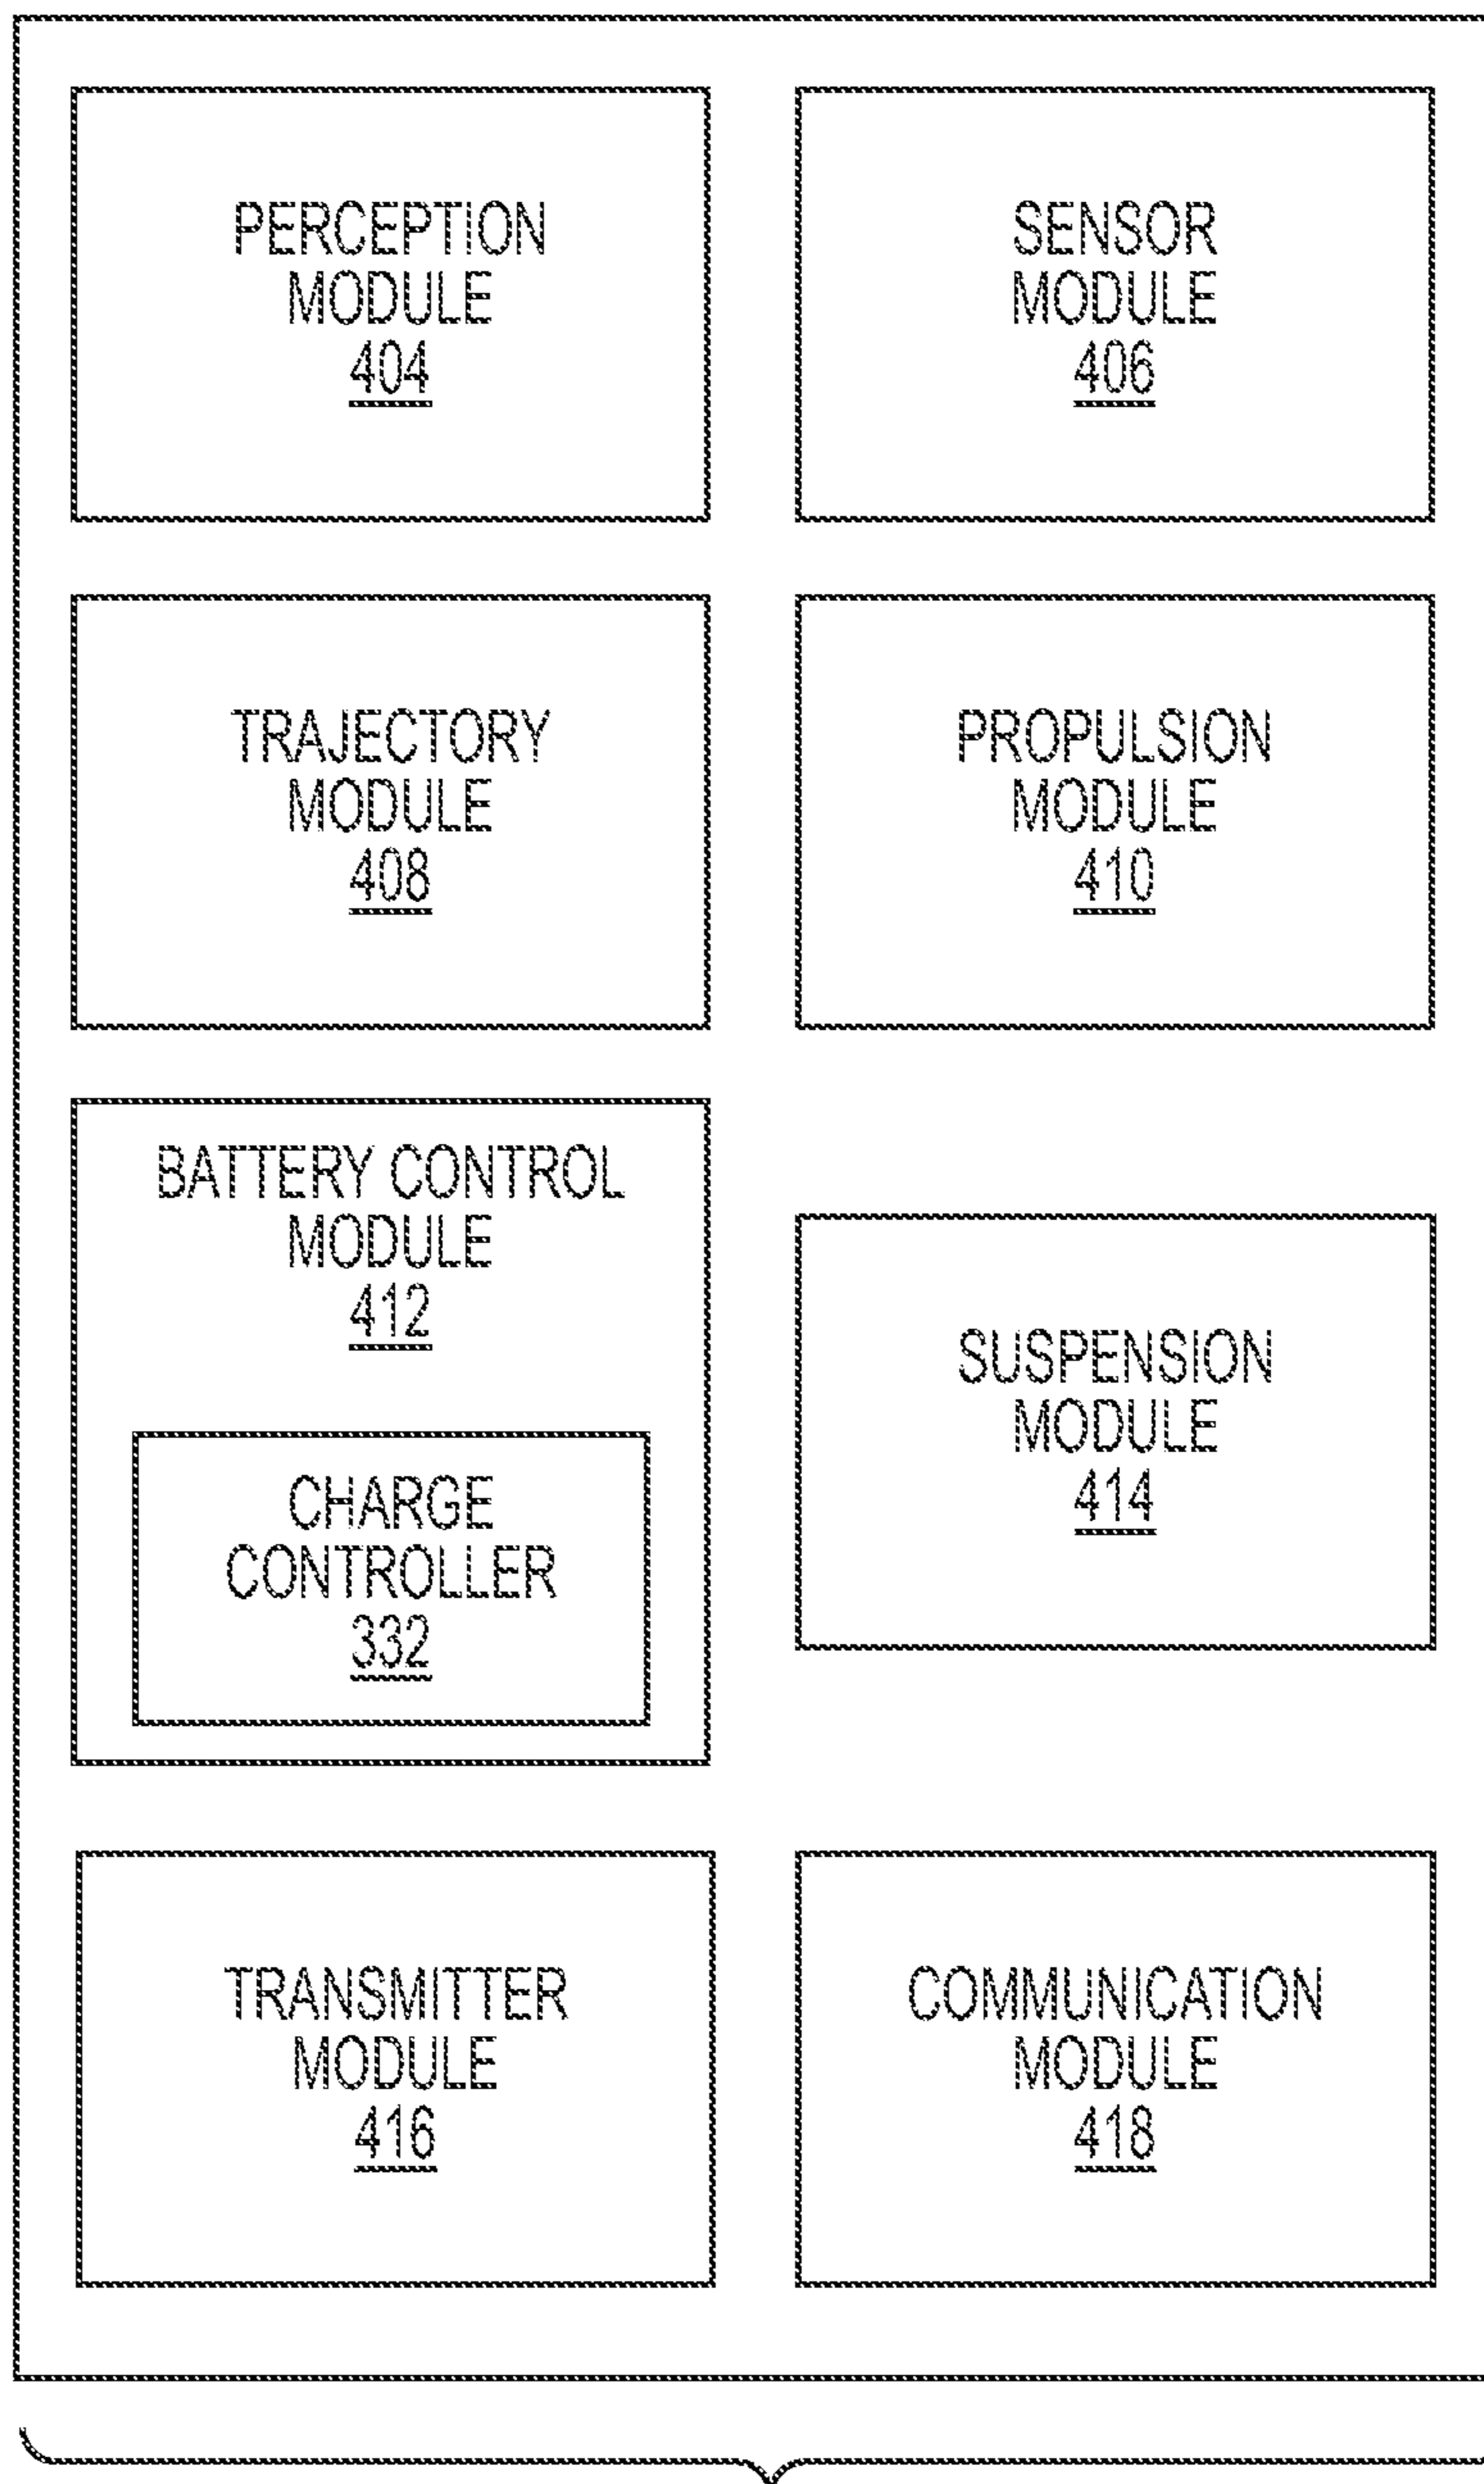 PERCEPTION
MODULE
404
SENSOR
MODULE
406
TRAJECTORY
MODULE
408
PROPULSION
MODULE
410
BATTERY CONTROL
MODULE
412
CHARGE
CONTROLLER
332
SUSPENSION
MODULE
414
TRANSMITTER
MODULE
416
COMMUNICATION
MODULE
418